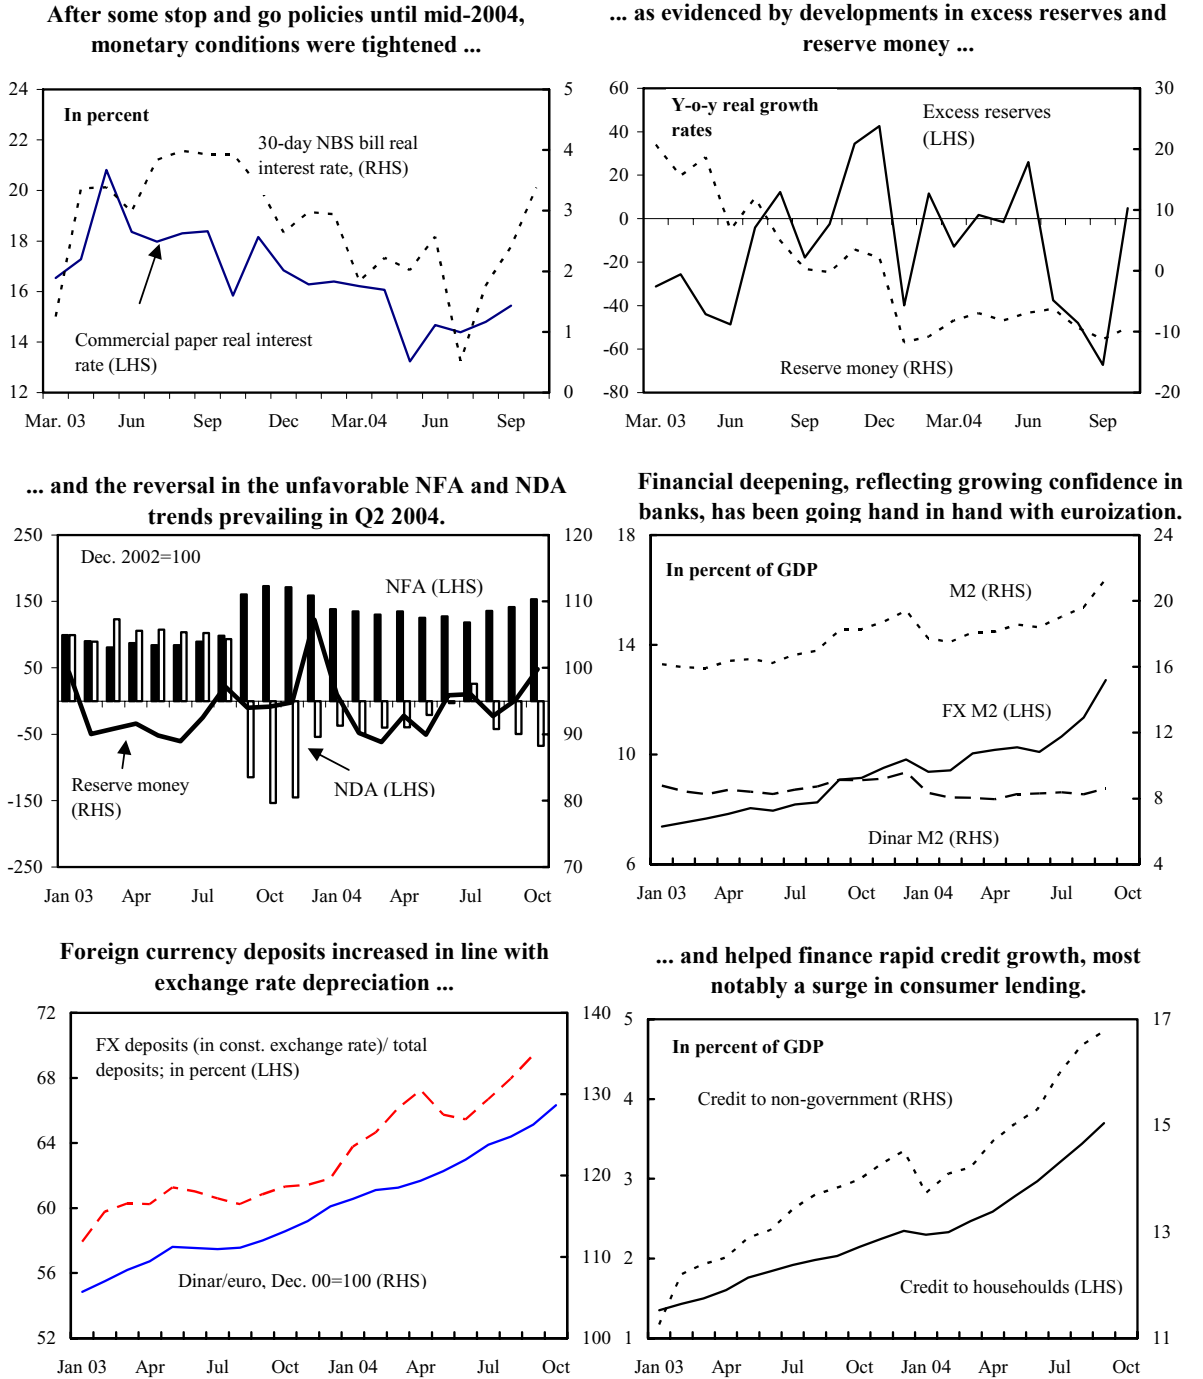 After some stop and go policies until mid-2004,
monetary conditions were tightened ...
24
22
20
18
16
14
12
5
4
3
2
1
0
In percent
30-day NBS bill real
interest rate, (RHS)
Commercial paper real interest
rate (LHS)
Mar. 03 Jun Sep Dec Mar.04 Jun Sep
... as evidenced by developments in excess reserves and
reserve money ...
60
40
20
0
-20
-40
-60
-80
30
20
10
0
-10
-20
Y-o-y real growth
rates
Excess reserves
(LHS)
Reserve money (RHS)
Mar. 03 Jun Sep Dec Mar.04 Jun Sep
... and the reversal in the unfavorable NFA and NDA
trends prevailing in Q2 2004.
250
150
50
-50
-150
-250
120
110
100
90
80
70
Dec. 2002=100
NFA (LHS)
Reserve money
(RHS)
NDA (LHS)
Jan 03 Apr Jul Oct Jan 04 Apr Jul Oct
Financial deepening, reflecting growing confidence in
banks, has been going hand in hand with euroization.
18
14
10
6
24
20
16
12
8
4
In percent of GDP
M2 (RHS)
FX M2 (LHS)
Dinar M2 (RHS)
Jan 03 Apr Jul Oct Jan 04 Apr Jul Oct
Foreign currency deposits increased in line with
exchange rate depreciation ...
72
68
64
60
56
52
140
130
120
110
100
FX deposits (in const. exchange rate)/ total
deposits; in percent (LHS)
Dinar/euro, Dec. 00=100 (RHS)
Jan 03 Apr Jul Oct Jan 04 Apr Jul Oct
... and helped finance rapid credit growth, most
notably a surge in consumer lending.
5
4
3
2
1
17
15
13
11
In percent of GDP
Credit to non-government (RHS)
Credit to househoulds (LHS)
Jan 03 Apr Jul Oct Jan 04 Apr Jul Oct